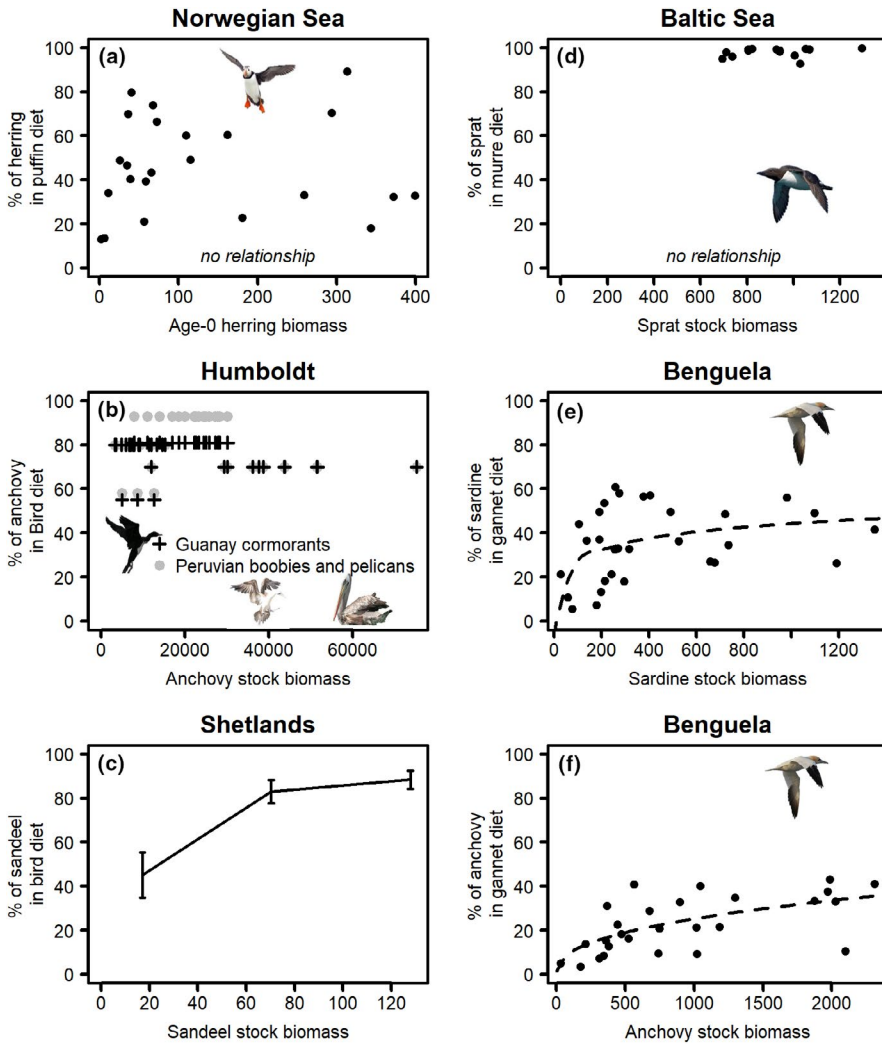 Norwegian Sea
(a)
100
80
60
40
20
0
% of herring
in puffin diet
no relationship
0 100 200 300 400
Age-0 herring biomass
Baltic Sea
(d)
100
80
60
40
20
0
% of sprat
in murre diet
no relationship
0 200 400 600 800 1200
Sprat stock biomass
Humboldt
(b)
100
80
60
40
20
0
% of anchovy
in Bird diet
Guanay cormorants
Peruvian boobies and pelicans
0 20000 40000 60000
Anchovy stock biomass
Benguela
(e)
100
80
60
40
20
0
% of sardine
in gannet diet
0 200 400 600 800 1200
Sardine stock biomass
Shetlands
(c)
100
80
60
40
20
0
% of sandeel
in bird diet
0 20 40 60 80 100 120
Sandeel stock biomass
Benguela
(f)
100
80
60
40
20
0
% of anchovy
in gannet diet
0 500 1000 1500 2000
Anchovy stock biomass